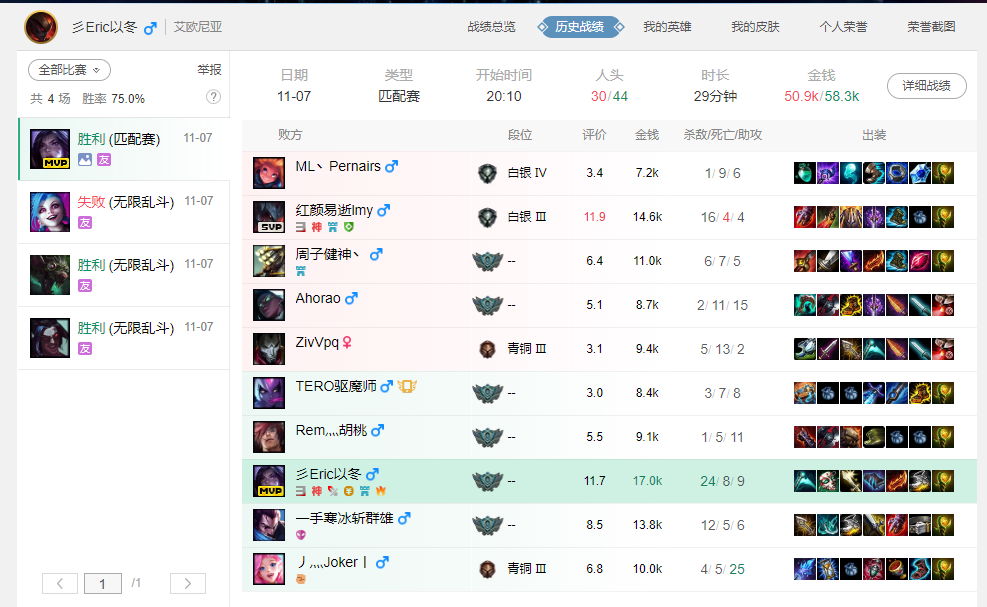 彡Eric以冬 艾欧尼亚 战绩总览 历史战绩 我的英雄 我的皮肤 个人荣誉 荣誉截图
全部比赛 举报
共 4 场 胜率 75.0% ?
胜利 (匹配赛) 11-07
MVP 友
失败 (无限乱斗) 11-07
友
胜利 (无限乱斗) 11-07
友
胜利 (无限乱斗) 11-07
友
< 1 /1 >
日期 类型 开始时间 人头 时长 金钱
11-07 匹配赛 20:10 30/44 29分钟 50.9k/58.3k 详细战绩
败方 段位 评价 金钱 杀敌/死亡/助攻 出装
ML丶Pernairs 白银 IV 3.4 7.2k 1/ 9/ 6
红颜易逝lmy 白银 III 11.9 14.6k 16/ 4/ 4
SVP 三 神
周子健神丶 -- 6.4 11.0k 6/ 7/ 5
Ahorao -- 5.1 8.7k 2/ 11/ 15
ZivVpq 青铜 III 3.1 9.4k 5/ 13/ 2
TERO驱魔师 -- 3.0 8.4k 3/ 7/ 8
Rem灬胡桃 -- 5.5 9.1k 1/ 5/ 11
彡Eric以冬 -- 11.7 17.0k 24/ 8/ 9
MVP 三 神
一手寒冰斩群雄 -- 8.5 13.8k 12/ 5/ 6
丿灬Joker丨 青铜 III 6.8 10.0k 4/ 5/ 25